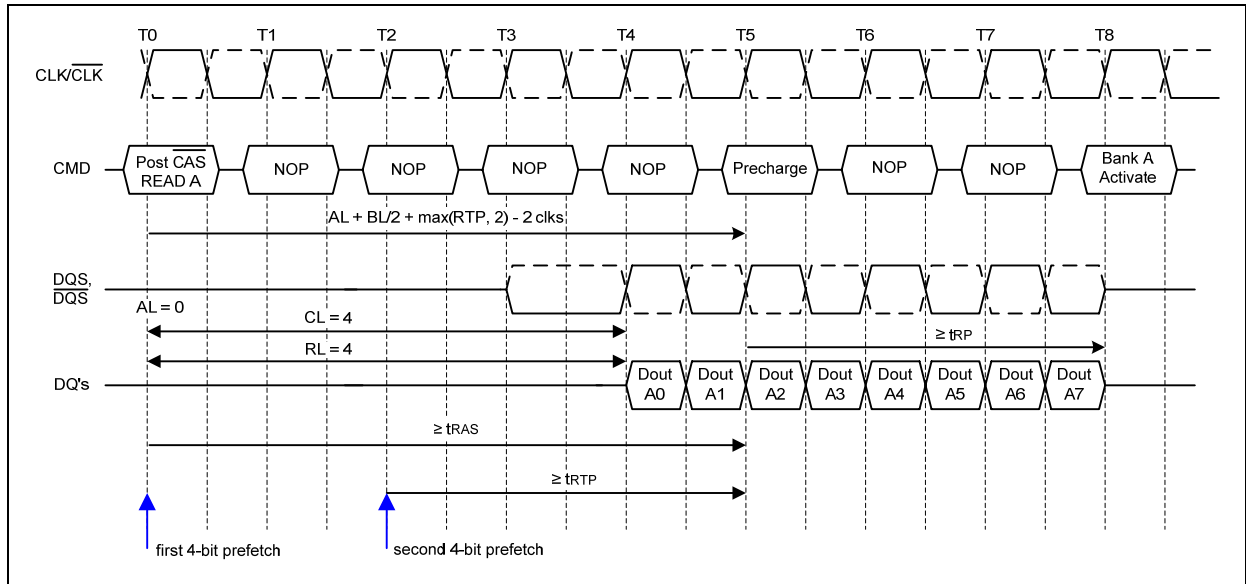 T0 T1 T2 T3 T4 T5 T6 T7 T8
CLK/CLK
CMD
Post CAS
READ A
NOP
NOP
NOP
NOP
Precharge
NOP
NOP
Bank A
Activate
AL + BL/2 + max(RTP, 2) - 2 clks
DQS,
DQS
AL = 0
CL = 4
≥ tRP
RL = 4
DQ's
Dout
A0
Dout
A1
Dout
A2
Dout
A3
Dout
A4
Dout
A5
Dout
A6
Dout
A7
≥ tRAS
≥ tRTP
first 4-bit prefetch
second 4-bit prefetch